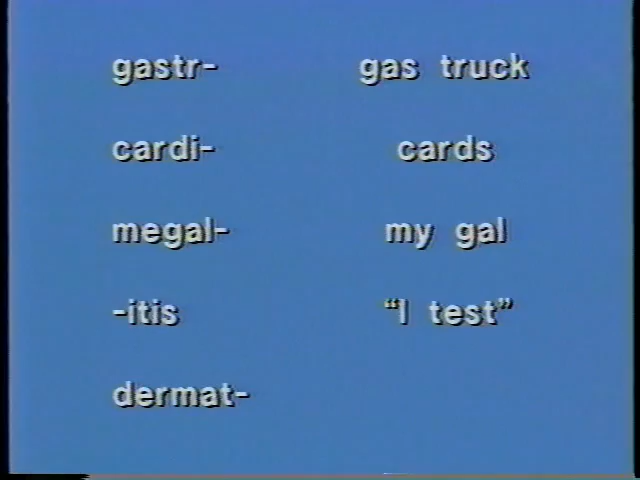 gastr- gas truck
cardi- cards
megal- my gal
-itis “I test”
dermat-